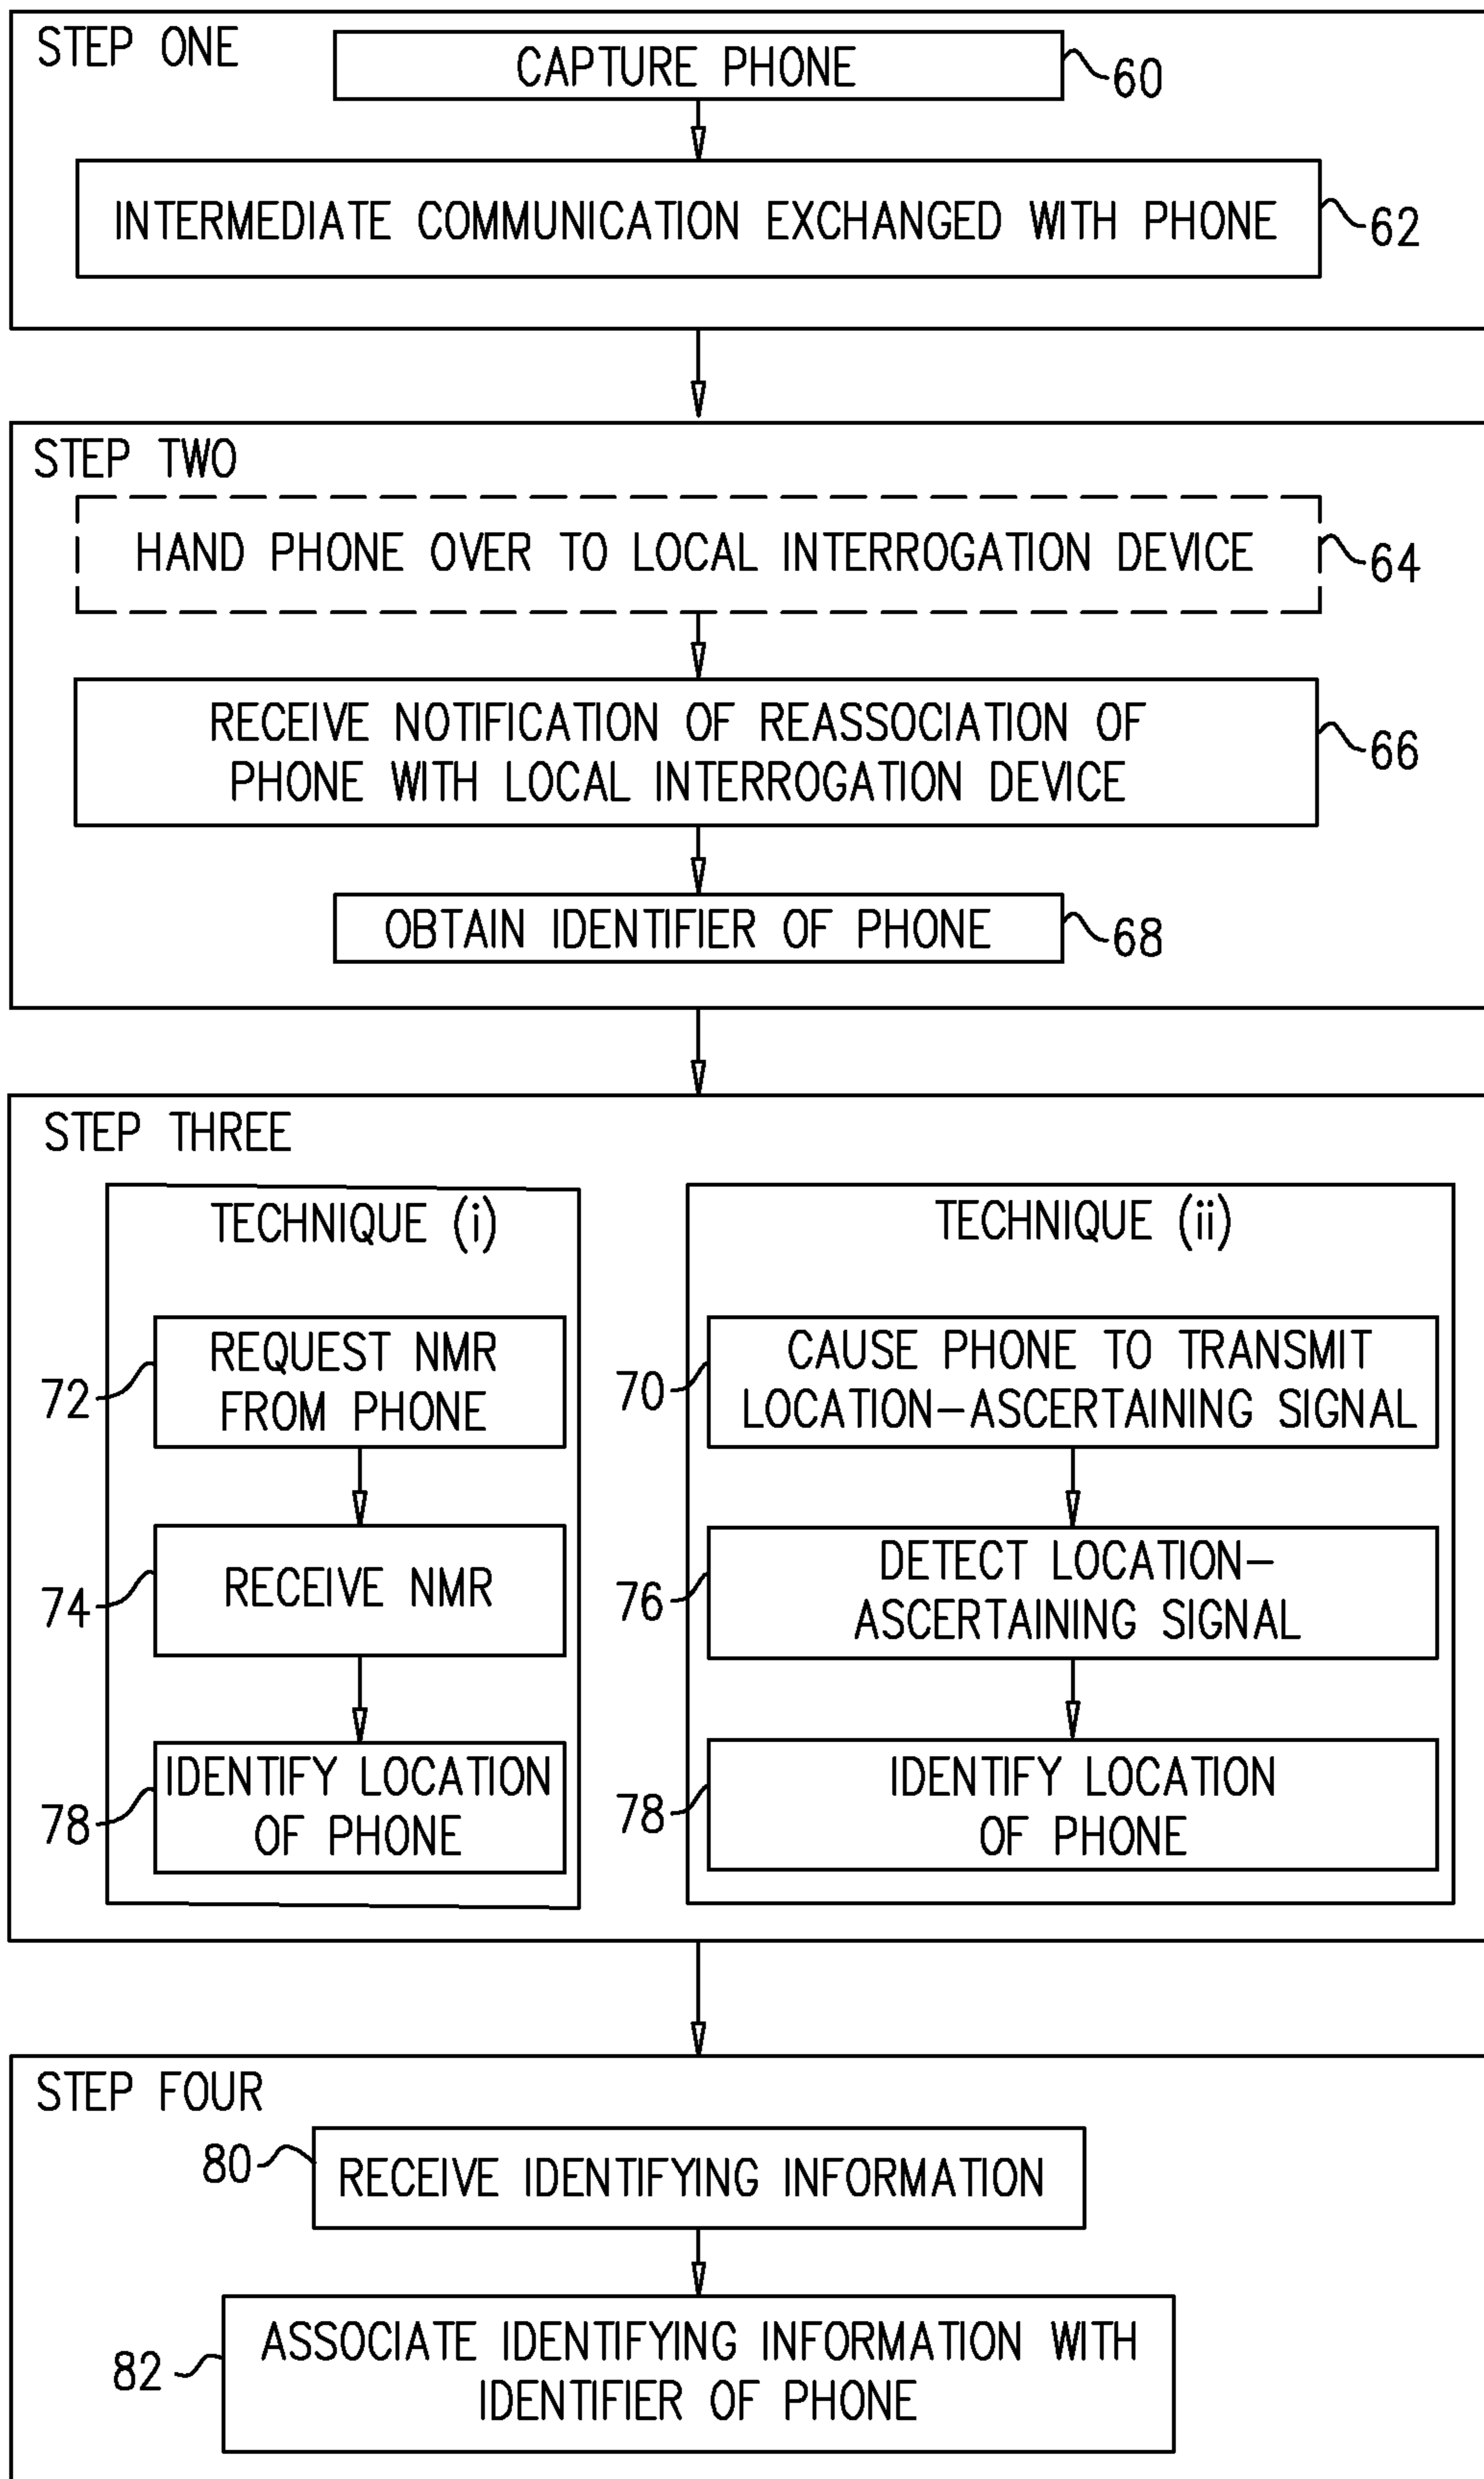 STEP ONE
CAPTURE PHONE
60
INTERMEDIATE COMMUNICATION EXCHANGED WITH PHONE
62
STEP TWO
HAND PHONE OVER TO LOCAL INTERROGATION DEVICE
64
RECEIVE NOTIFICATION OF REASSOCIATION OF
PHONE WITH LOCAL INTERROGATION DEVICE
66
OBTAIN IDENTIFIER OF PHONE
68
STEP THREE
TECHNIQUE (i)
72
REQUEST NMR
FROM PHONE
74
RECEIVE NMR
78
IDENTIFY LOCATION
OF PHONE
TECHNIQUE (ii)
70
CAUSE PHONE TO TRANSMIT
LOCATION-ASCERTAINING SIGNAL
76
DETECT LOCATION-
ASCERTAINING SIGNAL
78
IDENTIFY LOCATION
OF PHONE
STEP FOUR
80
RECEIVE IDENTIFYING INFORMATION
82
ASSOCIATE IDENTIFYING INFORMATION WITH
IDENTIFIER OF PHONE